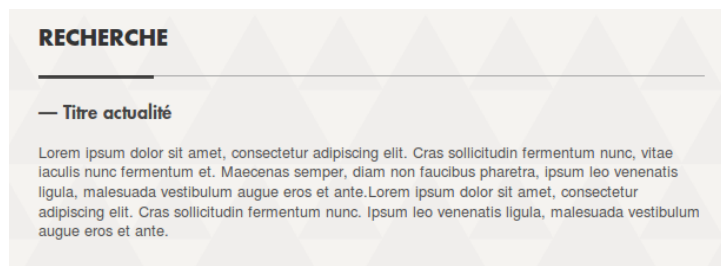 RECHERCHE
— Titre actualité
Lorem ipsum dolor sit amet, consectetur adipiscing elit. Cras sollicitudin fermentum nunc, vitae
iaculis nunc fermentum et. Maecenas semper, diam non faucibus pharetra, ipsum leo venenatis
ligula, malesuada vestibulum augue eros et ante.Lorem ipsum dolor sit amet, consectetur
adipiscing elit. Cras sollicitudin fermentum nunc. Ipsum leo venenatis ligula, malesuada vestibulum
augue eros et ante.